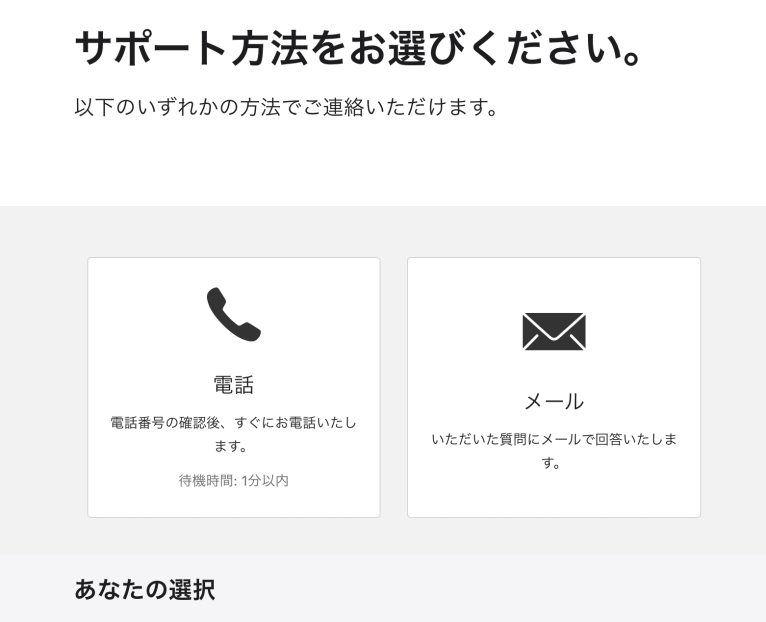 サポート方法をお選びください。
以下のいずれかの方法でご連絡いただけます。
電話
電話番号の確認後、すぐにお電話いたし
ます。
待機時間: 1分以内
メール
いただいた質問にメールで回答いたしま
す。
あなたの選択